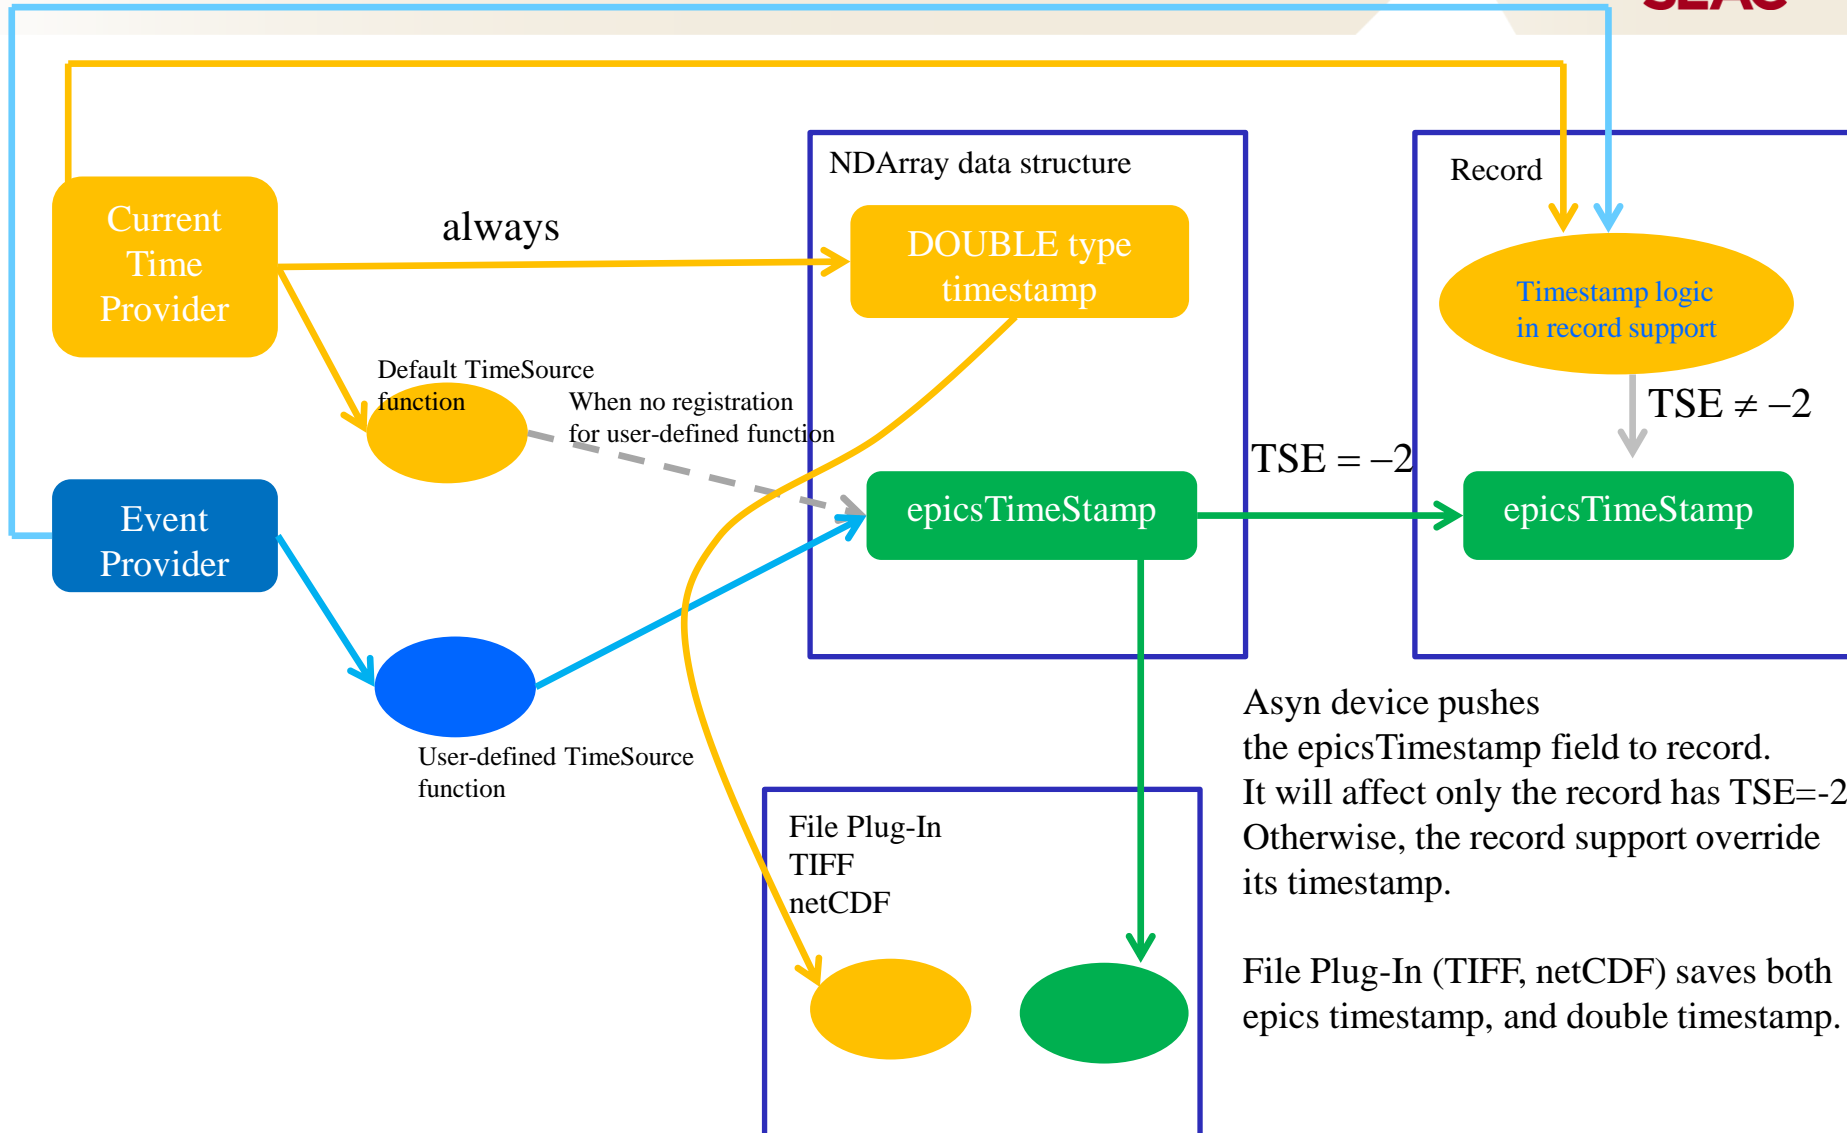 SLAC
NDArray data structure
Record
Current
Time
Provider
always
DOUBLE type
timestamp
Timestamp logic
in record support
Default TimeSource
function
When no registration
for user-defined function
TSE ≠ −2
TSE = −2
Event
Provider
epicsTimeStamp
epicsTimeStamp
User-defined TimeSource
function
Asyn device pushes
the epicsTimestamp field to record.
It will affect only the record has TSE=-2
Otherwise, the record support override
its timestamp.
File Plug-In
TIFF
netCDF
File Plug-In (TIFF, netCDF) saves both
epics timestamp, and double timestamp.